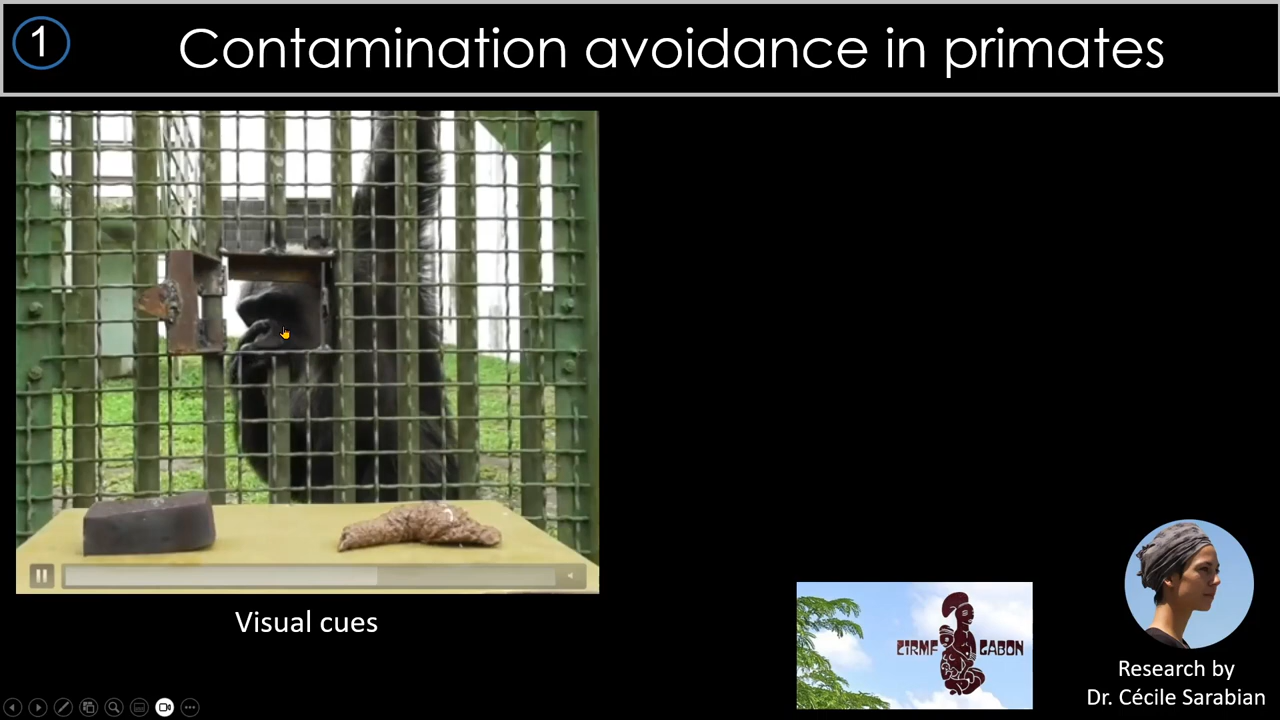 1
Contamination avoidance in primates
Visual cues
CIRMF GABON
Research by
Dr. Cécile Sarabian